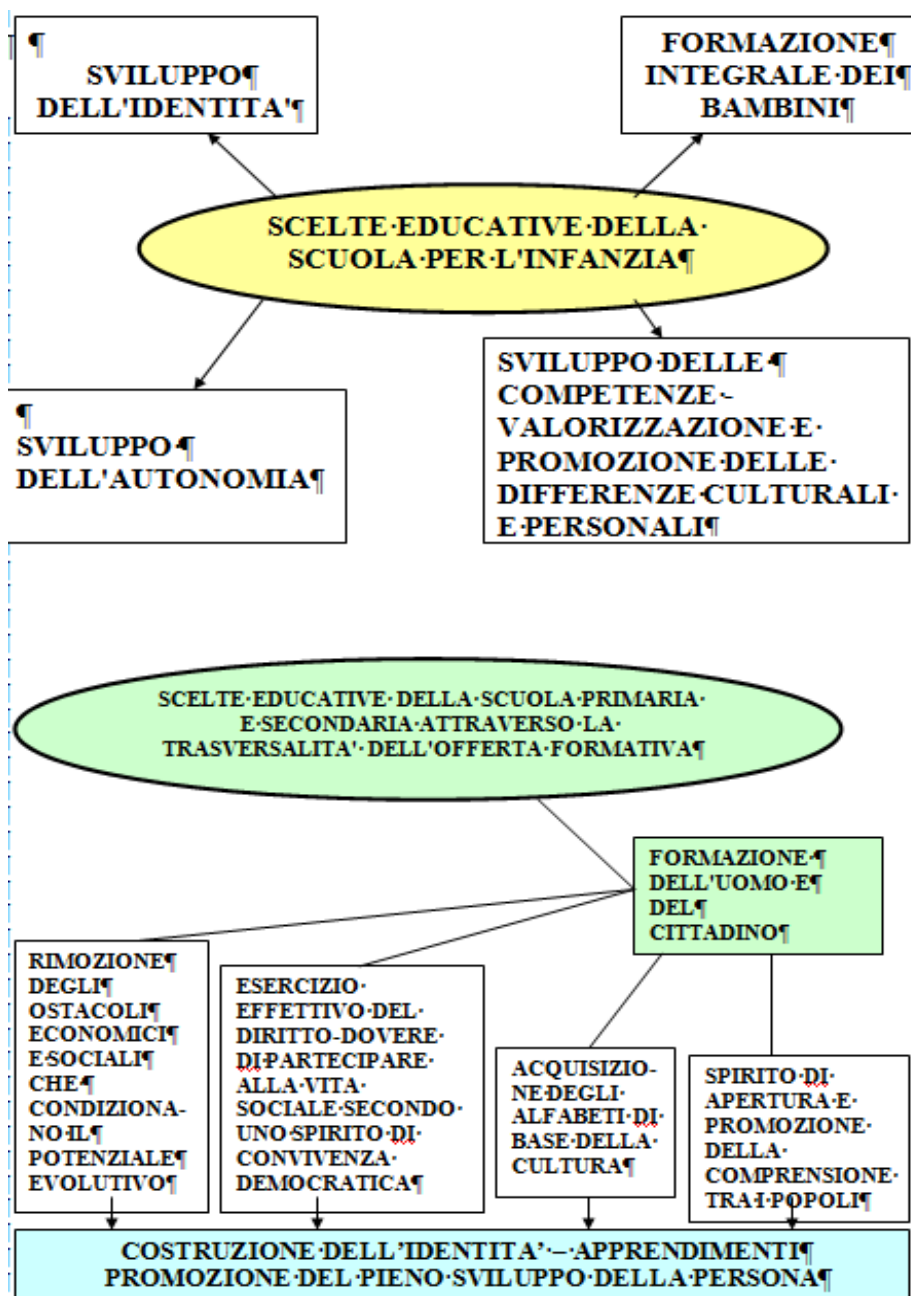 SVILUPPO
DELL'IDENTITA'
FORMAZIONE
INTEGRALE DEI
BAMBINI
SCELTE EDUCATIVE DELLA
SCUOLA PER L'INFANZIA
SVILUPPO
DELL'AUTONOMIA
SVILUPPO DELLE
COMPETENZE -
VALORIZZAZIONE E
PROMOZIONE DELLE
DIFFERENZE CULTURALI
E PERSONALI
SCELTE EDUCATIVE DELLA SCUOLA PRIMARIA
E SECONDARIA ATTRAVERSO LA
TRASVERSALITA' DELL'OFFERTA FORMATIVA
FORMAZIONE
DELL'UOMO E
DEL
CITTADINO
RIMOZIONE
DEGLI
OSTACOLI
ECONOMICI
E SOCIALI
CHE
CONDIZIONA-
NO IL
POTENZIALE
EVOLUTIVO
ESERCIZIO
EFFETTIVO DEL
DIRITTO-DOVERE
DI PARTECIPARE
ALLA VITA
SOCIALE SECONDO
UNO SPIRITO DI
CONVIVENZA
DEMOCRATICA
ACQUISIZIO-
NE DEGLI
ALFABETI DI
BASE DELLA
CULTURA
SPIRITO DI
APERTURA E
PROMOZIONE
DELLA
COMPRENSIONE
TRA I POPOLI
COSTRUZIONE DELL'IDENTITA' – APPRENDIMENTI
PROMOZIONE DEL PIENO SVILUPPO DELLA PERSONA